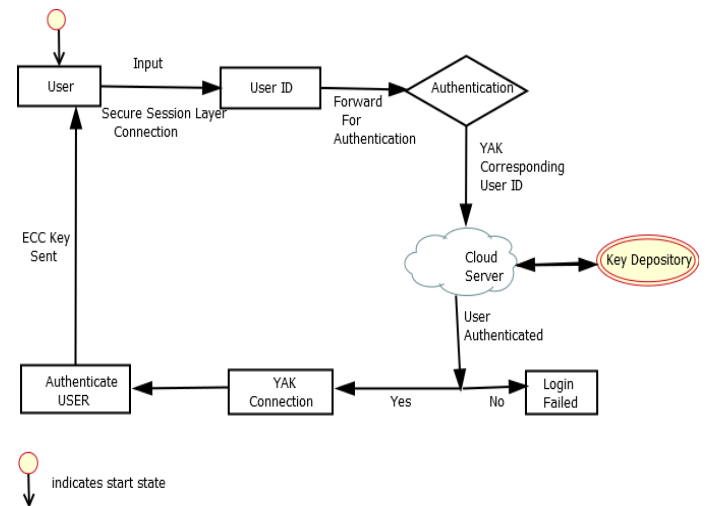 Input
User
User ID
Authentication
Secure Session Layer
Connection
Forward
For
Authentication
YAK
Corresponding
User ID
ECC Key
Sent
Cloud
Server
Key Depository
User
Authenticated
Authenticate
USER
YAK
Connection
Yes
No
Login
Failed
indicates start state